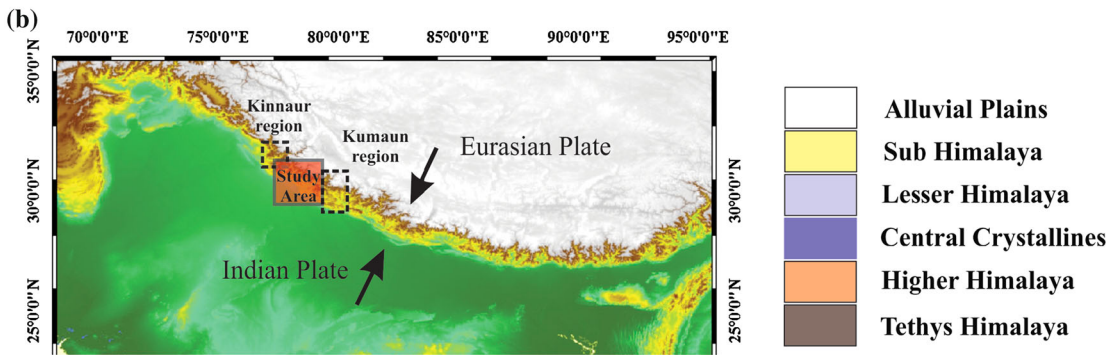 (b)
70°0'0"E 75°0'0"E 80°0'0"E 85°0'0"E 90°0'0"E 95°0'0"E
35°0'0"N
30°0'0"N
25°0'0"N
Kinnaur
region
Kumaun
region
Eurasian Plate
Study
Area
Indian Plate
30°0'0"N
25°0'0"N
Alluvial Plains
Sub Himalaya
Lesser Himalaya
Central Crystallines
Higher Himalaya
Tethys Himalaya